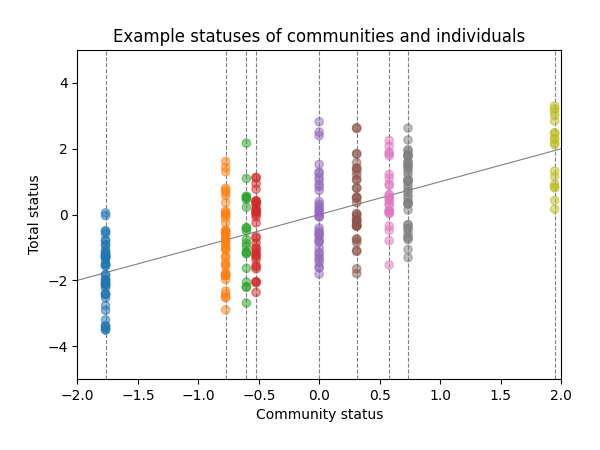 Example statuses of communities and individuals
Total status
4
2
0
−2
−4
−2.0 −1.5 −1.0 −0.5 0.0 0.5 1.0 1.5 2.0
Community status